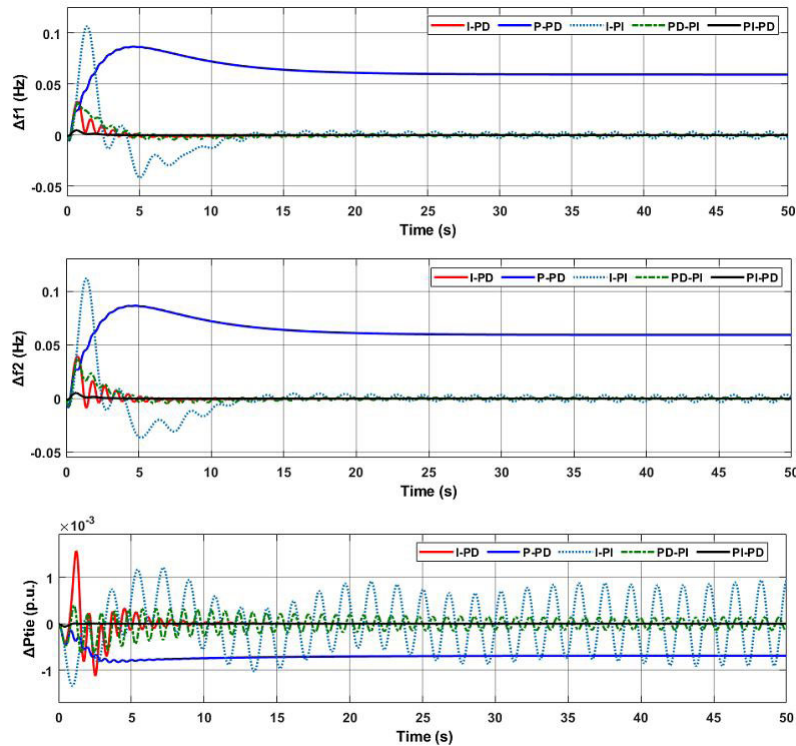 0.1
I-PD P-PD I-PI PD-PI PI-PD
0.05
Δf1 (Hz)
0
-0.05
0 5 10 15 20 25 30 35 40 45 50
Time (s)
0.1
I-PD P-PD I-PI PD-PI PI-PD
0.05
Δf2 (Hz)
0
-0.05
0 5 10 15 20 25 30 35 40 45 50
Time (s)
×10⁻³
I-PD P-PD I-PI PD-PI PI-PD
1
ΔPtie (p.u.)
0
-1
0 5 10 15 20 25 30 35 40 45 50
Time (s)